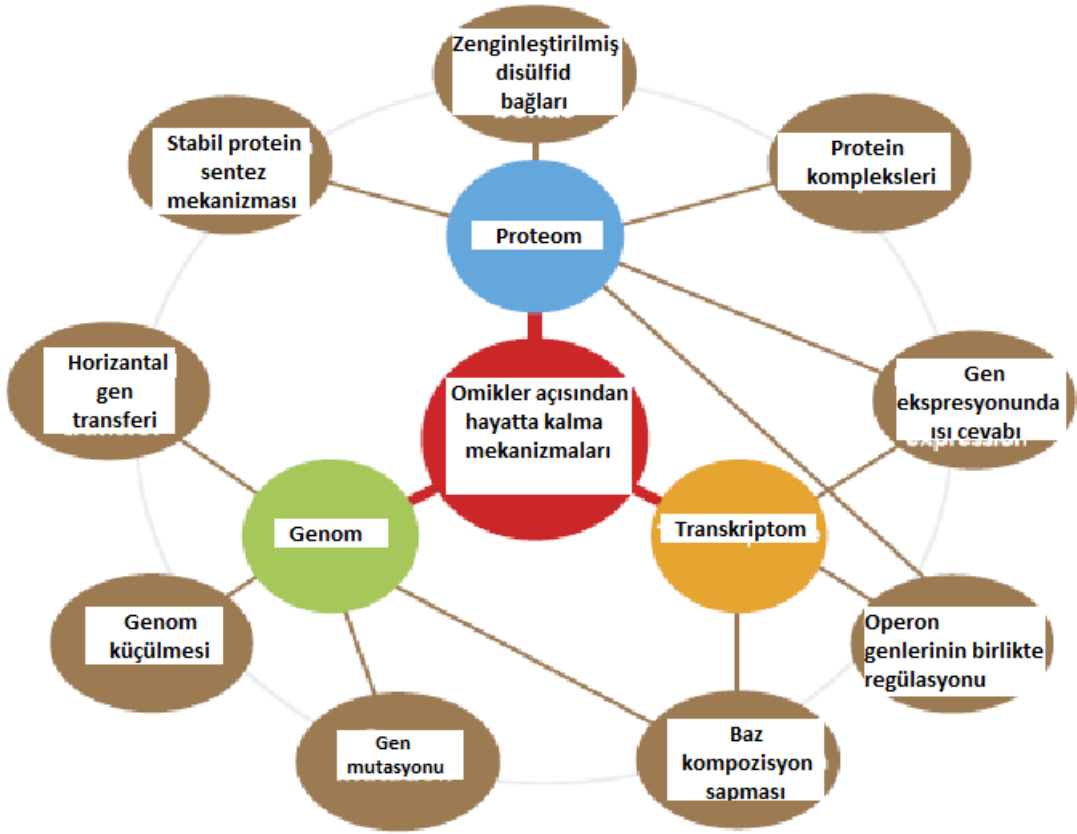 Zenginleştirilmiş
disülfid
bağları
Stabil protein
sentez
mekanizması
Protein
kompleksleri
Proteom
Horizantal
gen
transferi
Omikler açısından
hayatta kalma
mekanizmaları
Gen
ekspresyonunda
ısı cevabı
expression
Genom
Transkriptom
Genom
küçülmesi
Operon
genlerinin birlikte
regülasyonu
Gen
mutasyonu
Baz
kompozisyon
sapması